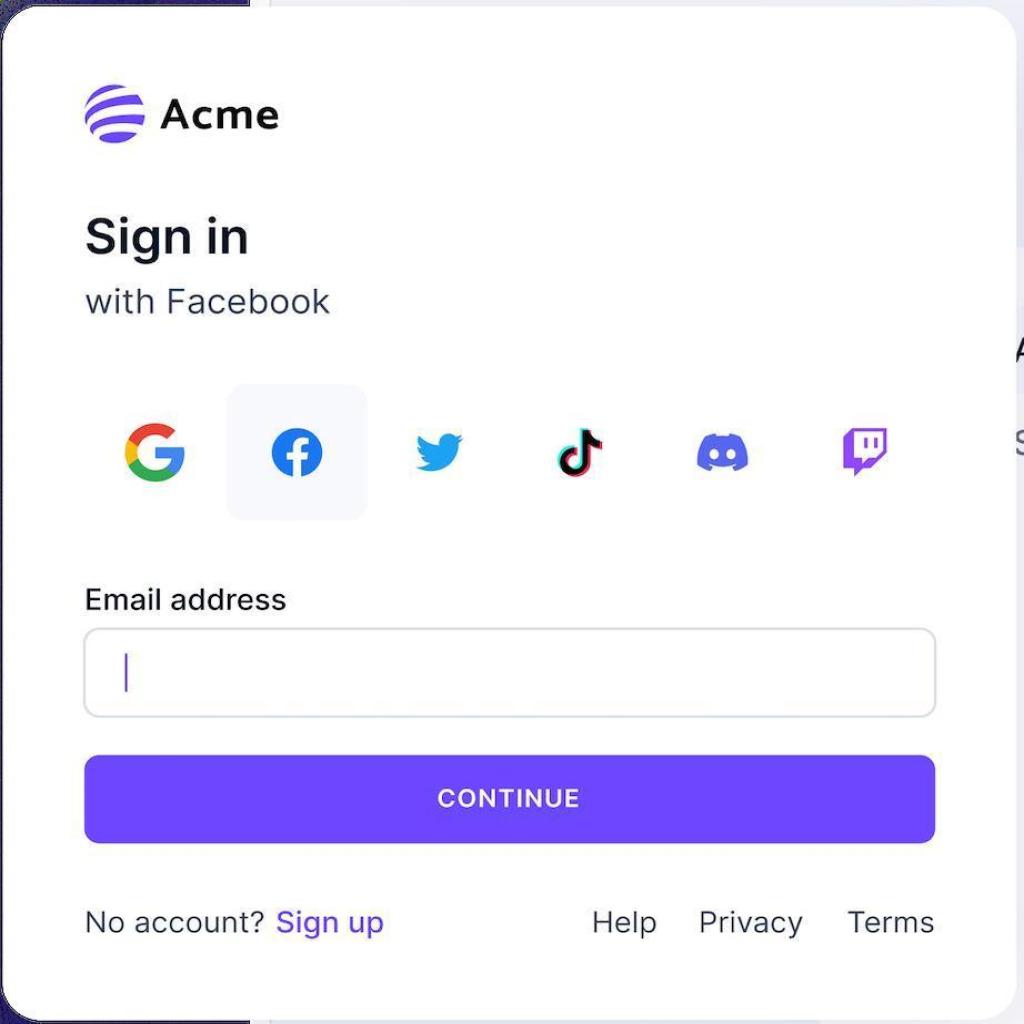 Acme
Sign in
with Facebook
Email address
CONTINUE
No account? Sign up
Help Privacy Terms